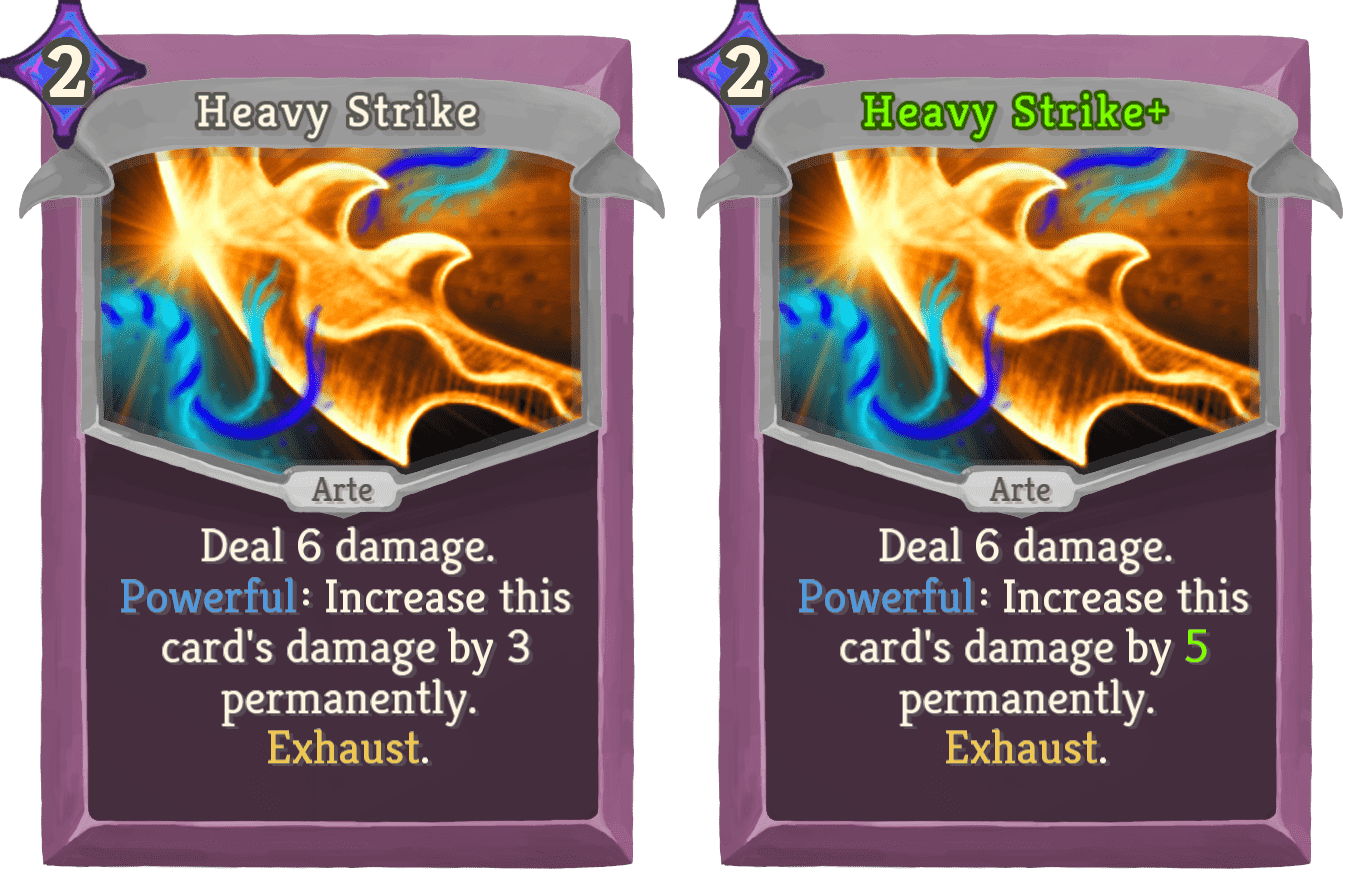 2
Heavy Strike
Arte
Deal 6 damage.
Powerful: Increase this
card's damage by 3
permanently.
Exhaust.
2
Heavy Strike+
Arte
Deal 6 damage.
Powerful: Increase this
card's damage by 5
permanently.
Exhaust.